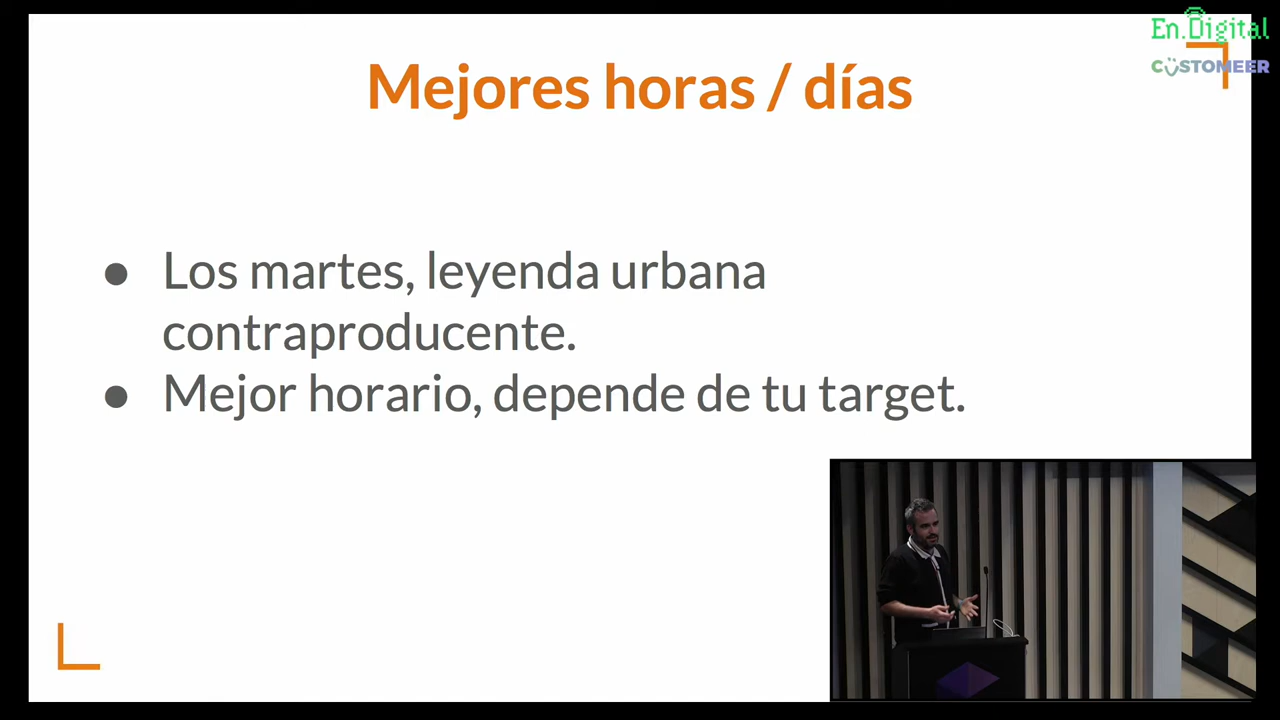 En.Digital
CUSTOMEER
Mejores horas / días
● Los martes, leyenda urbana
contraproducente.
● Mejor horario, depende de tu target.